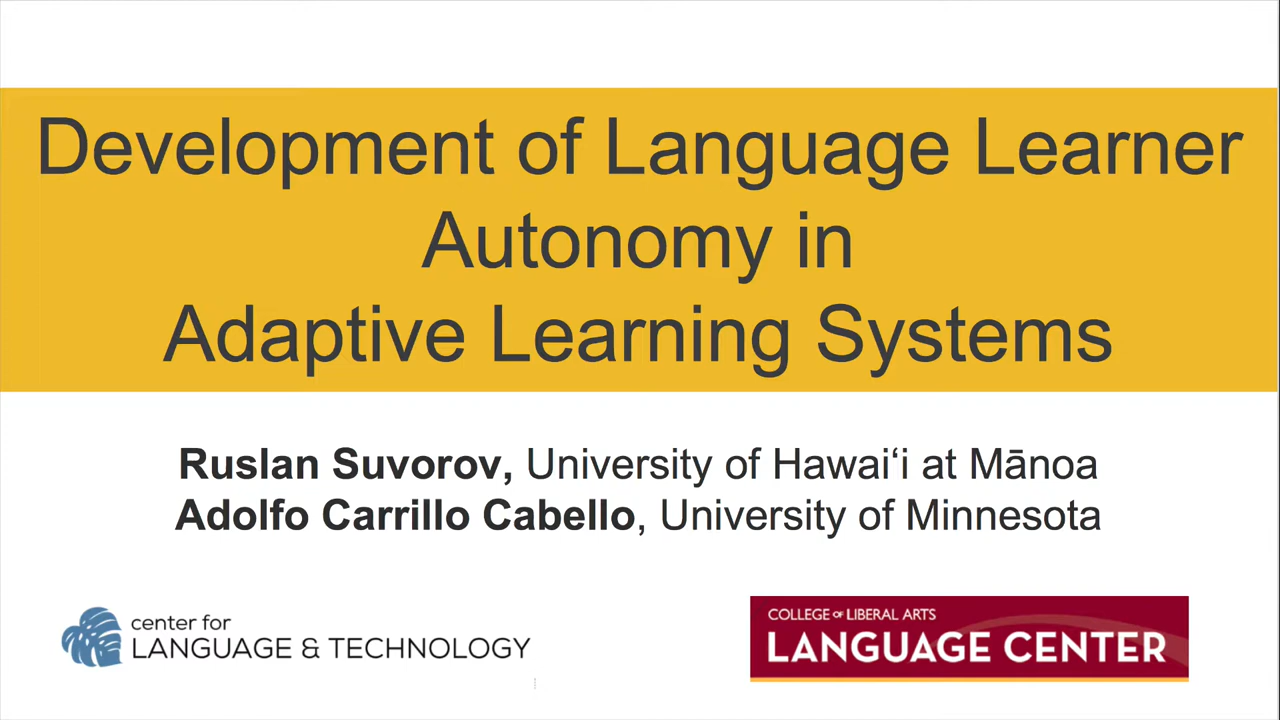 Development of Language Learner
Autonomy in
Adaptive Learning Systems
Ruslan Suvorov, University of Hawaiʻi at Mānoa
Adolfo Carrillo Cabello, University of Minnesota
center for
LANGUAGE & TECHNOLOGY
COLLEGE OF LIBERAL ARTS
LANGUAGE CENTER